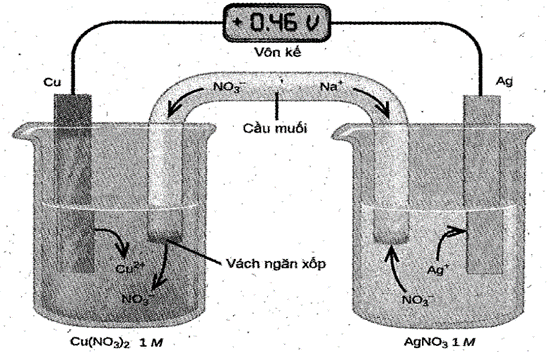 + 0.46 V
Vôn kế
Cu
NO₃⁻
Na⁺
Ag
Cầu muối
Vách ngăn xốp
Cu²⁺
NO₃⁻
Ag⁺
NO₃⁻
Cu(NO₃)₂ 1 M
AgNO₃ 1 M